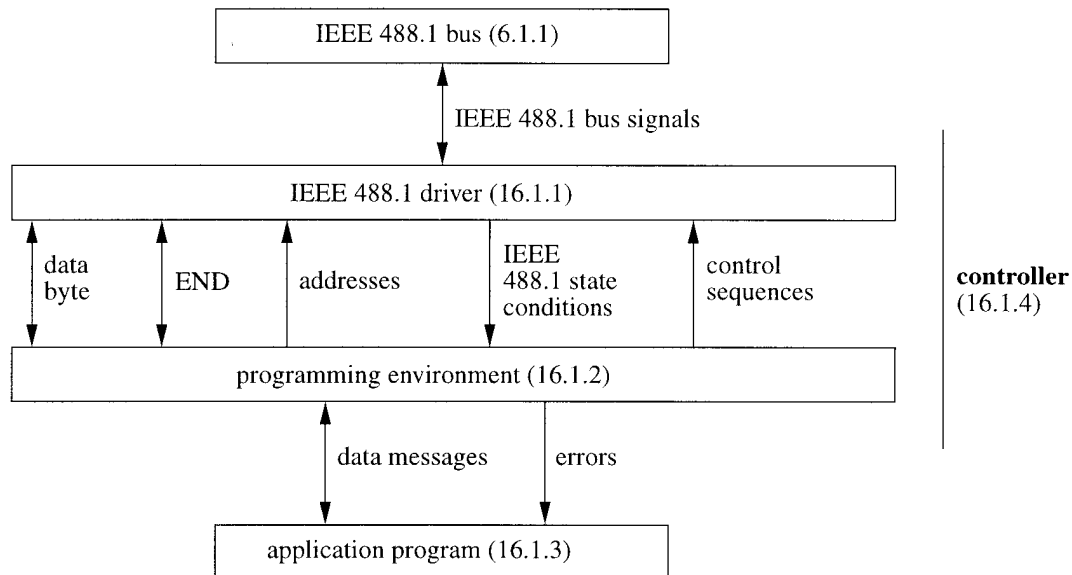 IEEE 488.1 bus (6.1.1)
IEEE 488.1 bus signals
IEEE 488.1 driver (16.1.1)
data
byte
END
addresses
IEEE
488.1 state
conditions
control
sequences
controller
(16.1.4)
programming environment (16.1.2)
data messages
errors
application program (16.1.3)